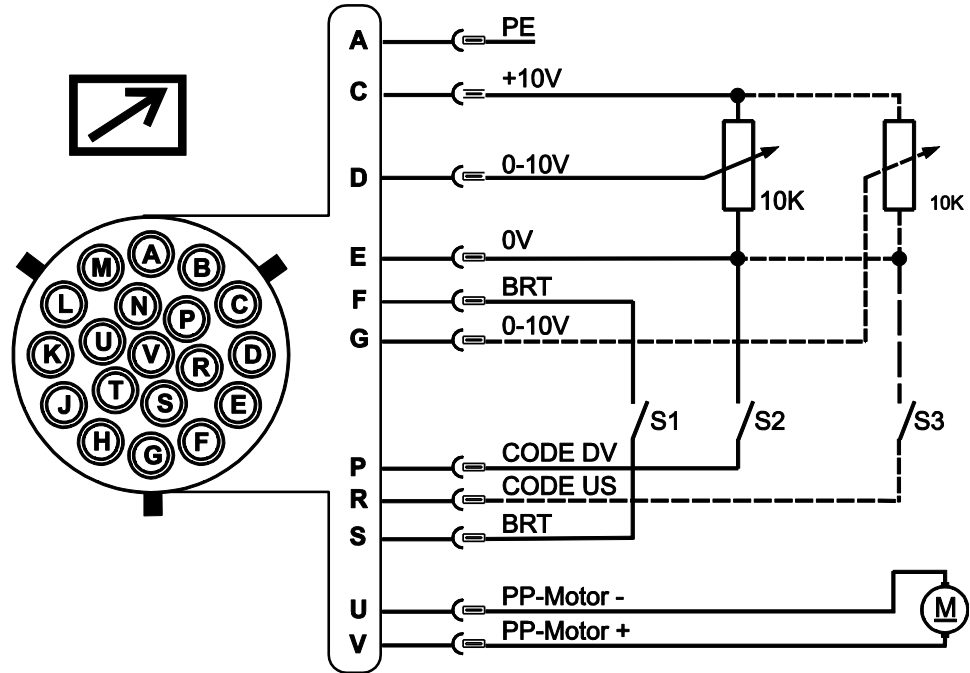 A PE
C +10V
D 0-10V
10K 10K
E 0V
F BRT
G 0-10V
S1 S2 S3
P CODE DV
R CODE US
S BRT
U PP-Motor -
M
V PP-Motor +
A
M B
L N C
P
K U V D
R
T
J S E
H F
G